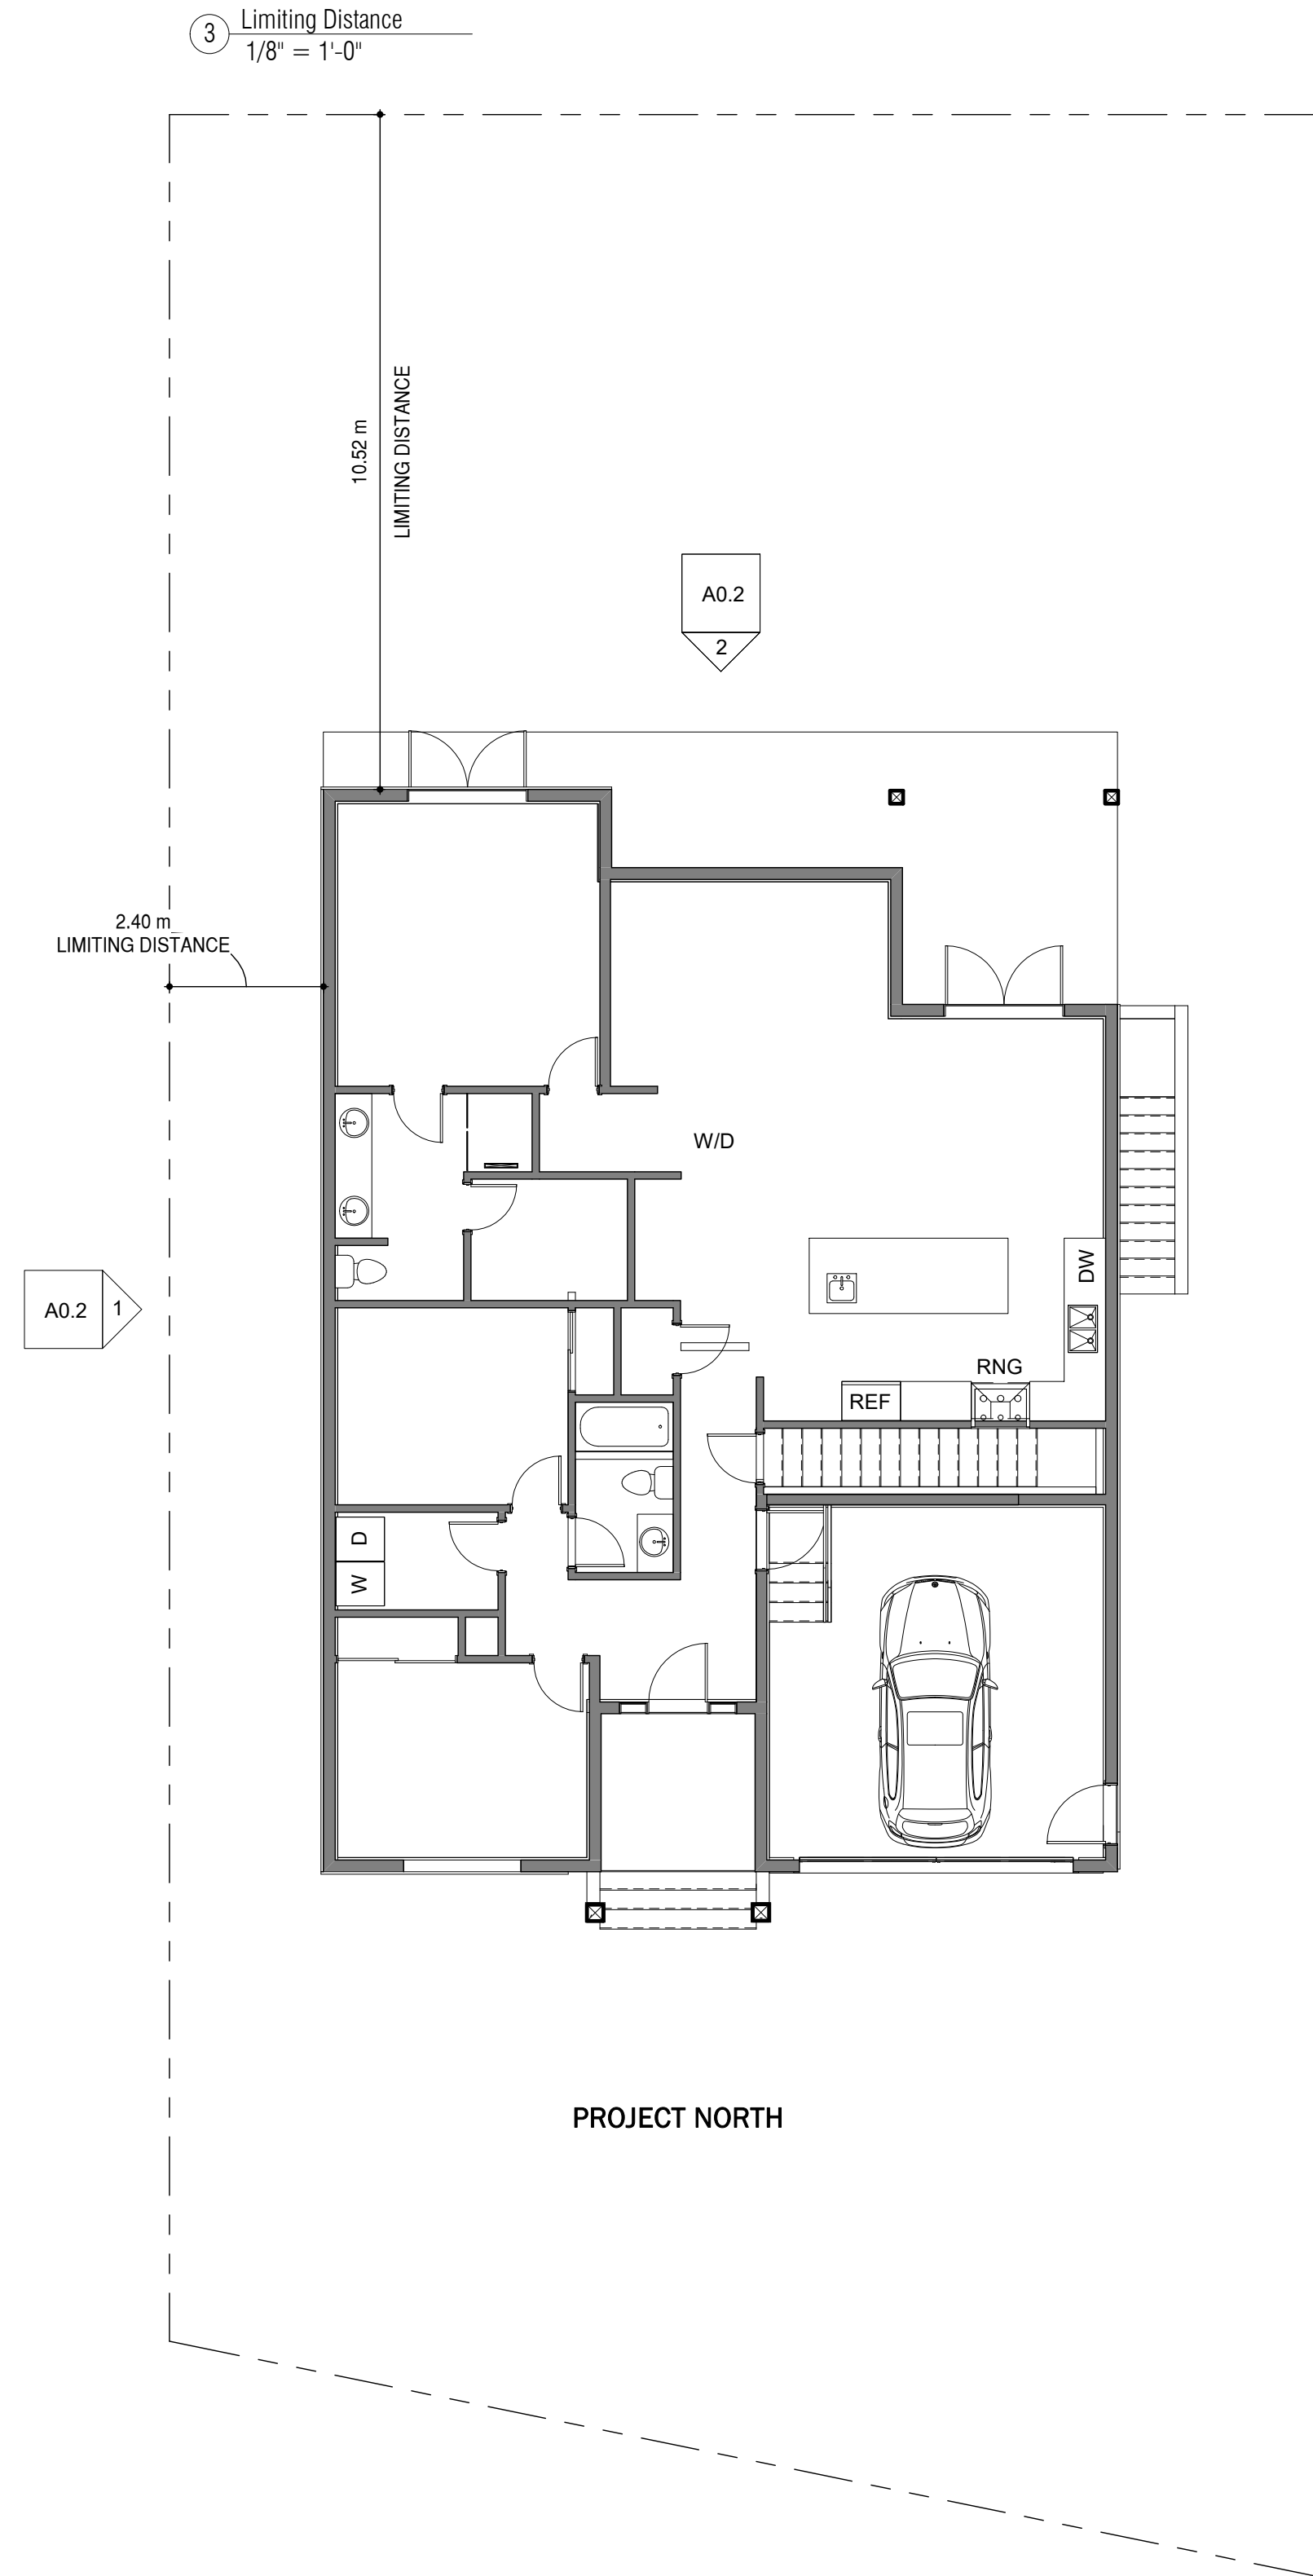 3
Limiting Distance
1/8" = 1'-0"
10.52 m
LIMITING DISTANCE
A0.2
2
2.40 m
LIMITING DISTANCE
W/D
A0.2
1
DW
RNG
REF
D
W
PROJECT NORTH